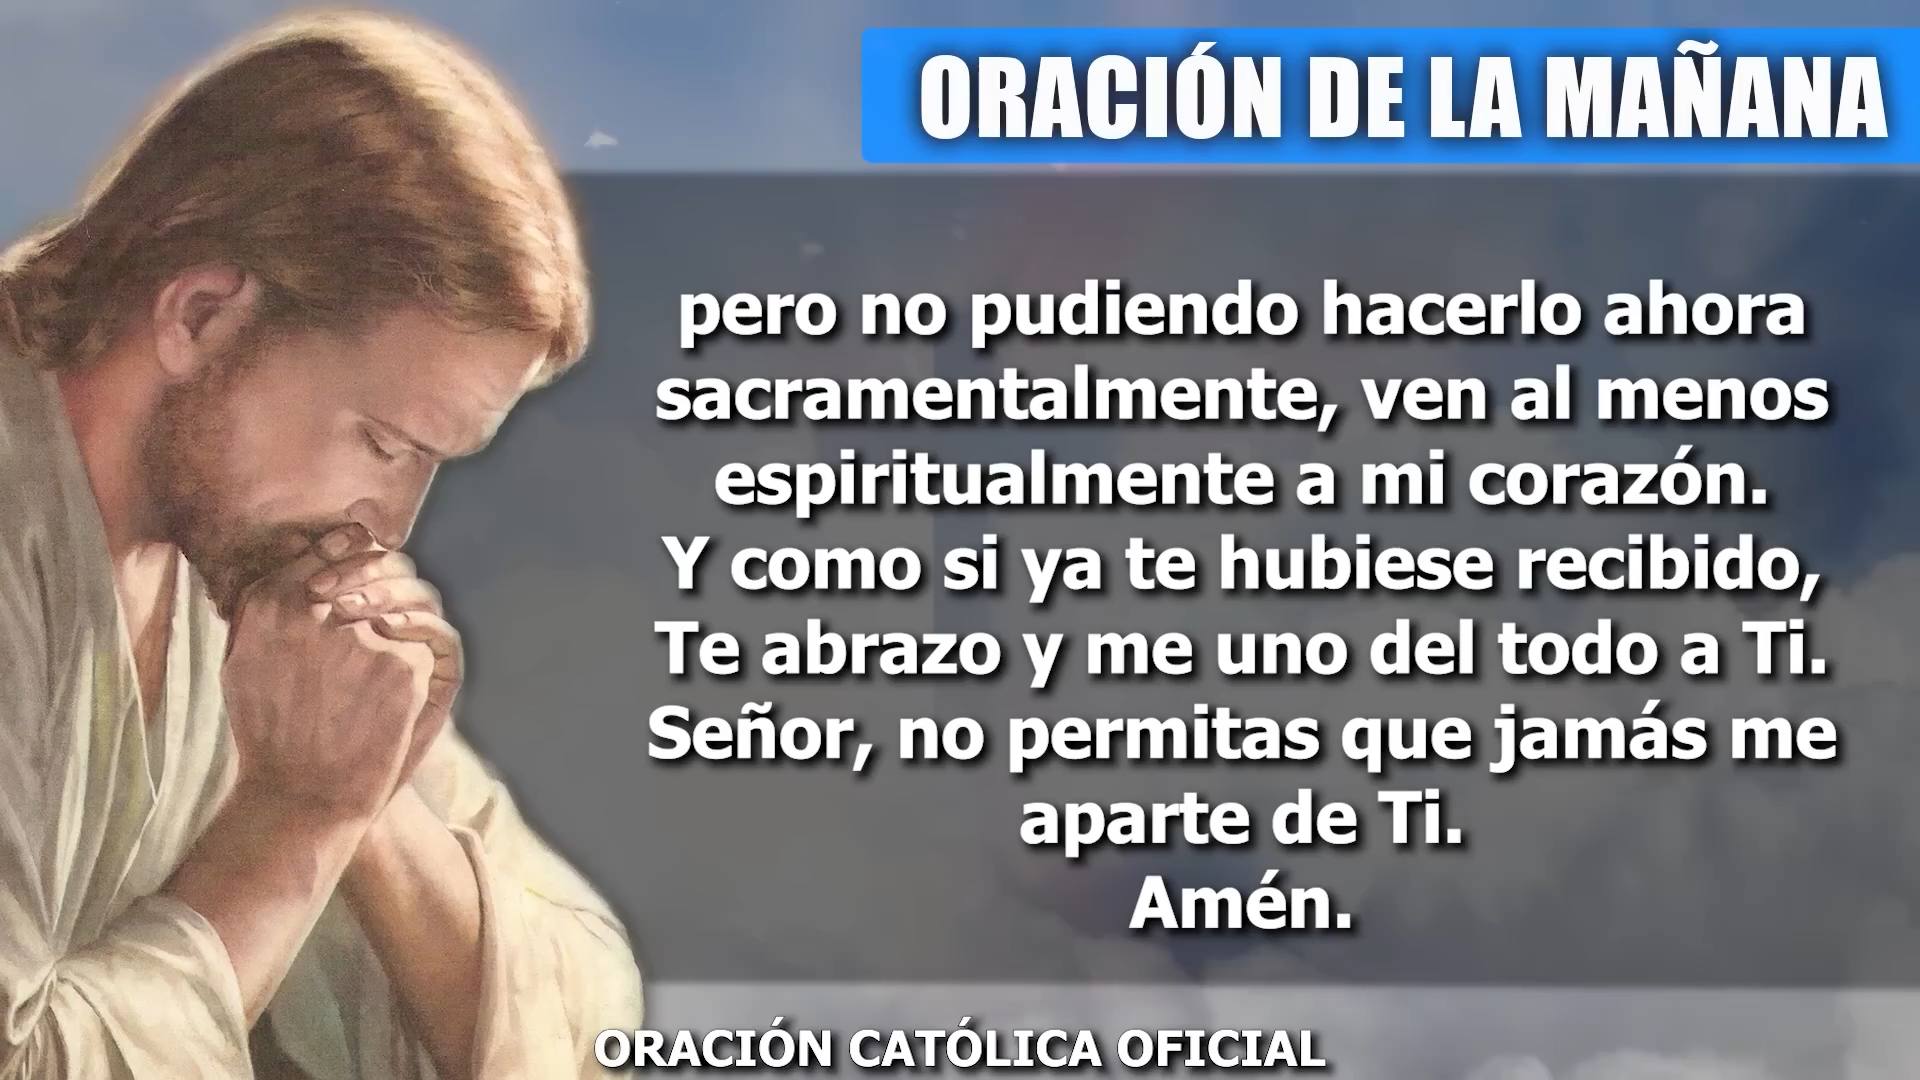 ORACIÓN DE LA MAÑANA
pero no pudiendo hacerlo ahora
sacramentalmente, ven al menos
espiritualmente a mi corazón.
Y como si ya te hubiese recibido,
Te abrazo y me uno del todo a Ti.
Señor, no permitas que jamás me
aparte de Ti.
Amén.
ORACIÓN CATÓLICA OFICIAL